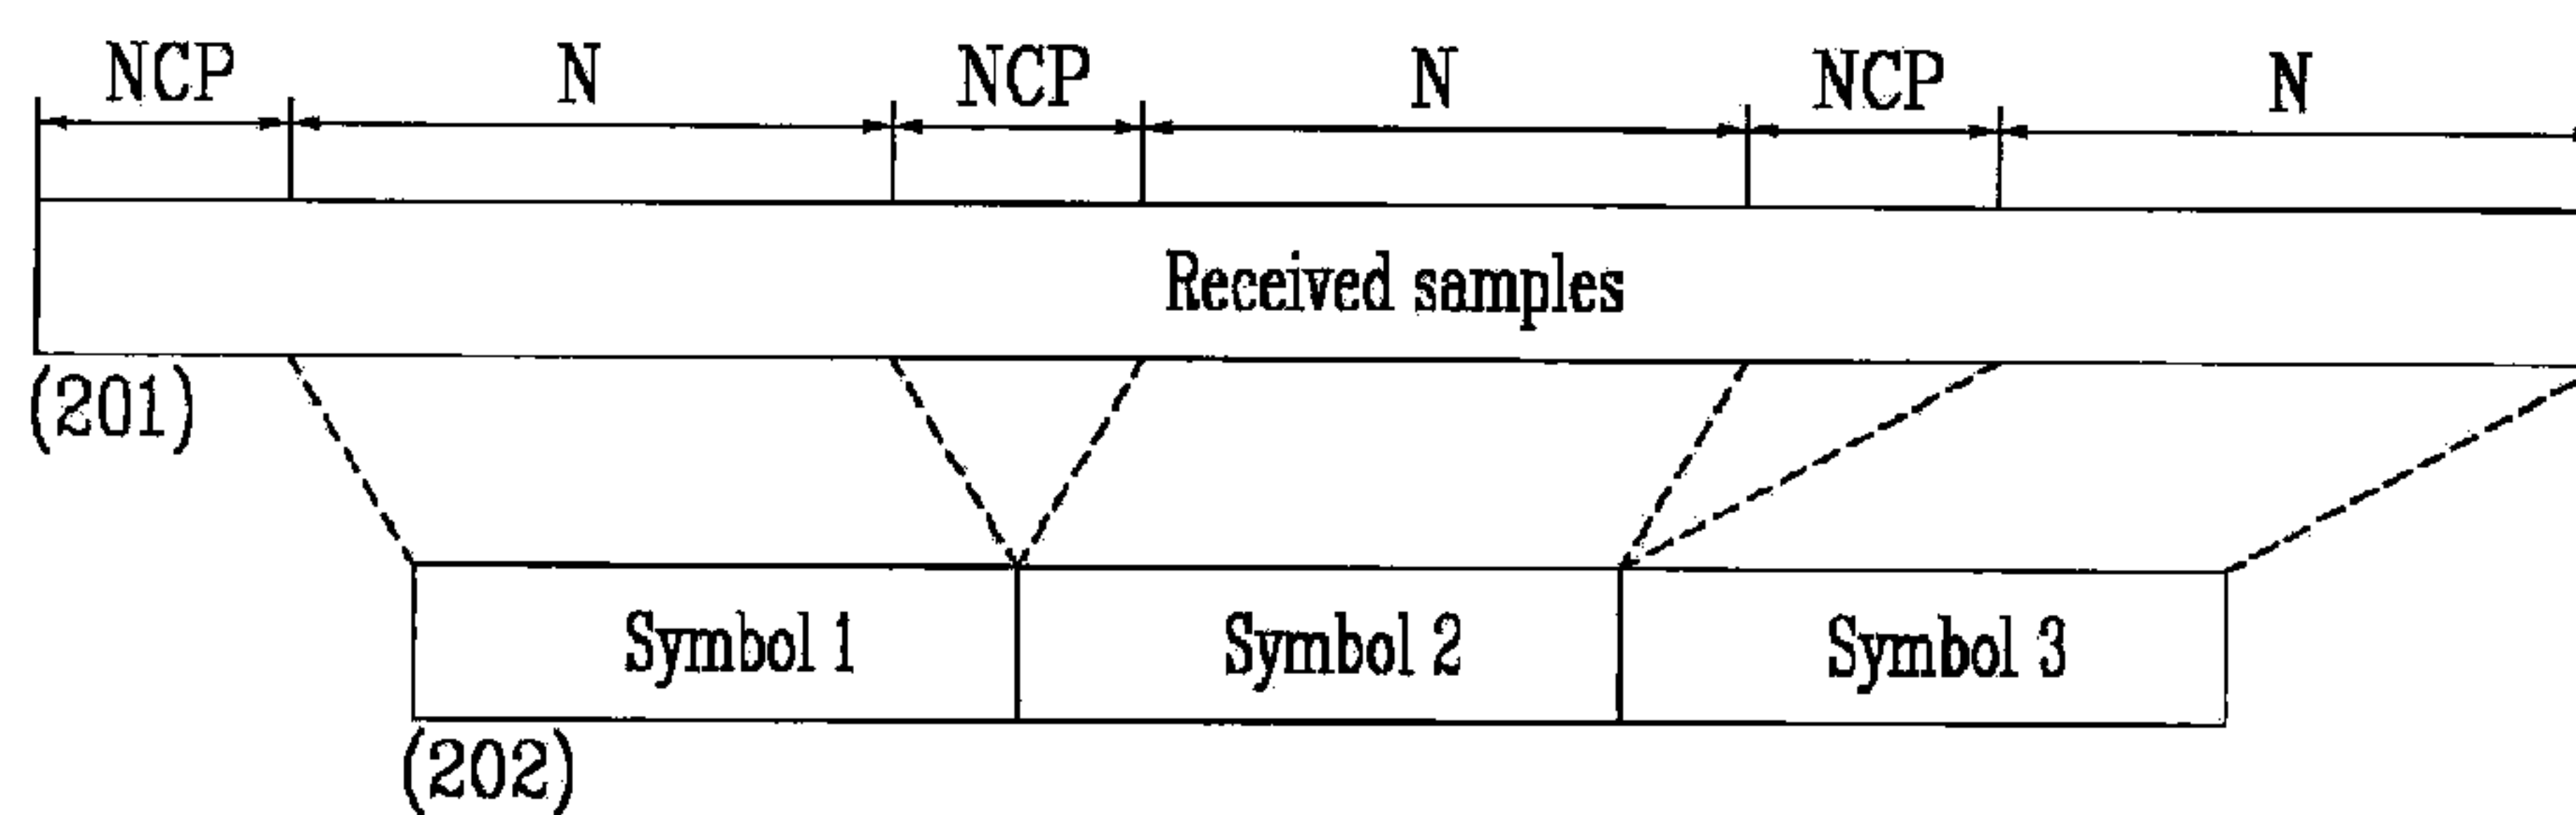 NCP N NCP N NCP N
Received samples
(201)
Symbol 1 Symbol 2 Symbol 3
(202)